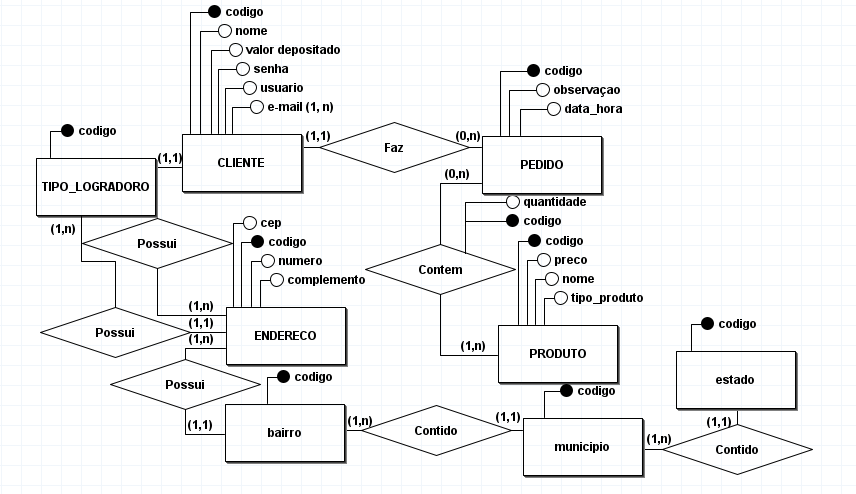 codigo
nome
valor depositado
senha
usuario
e-mail (1, n)
codigo
observaçao
data_hora
codigo
(1,1)
CLIENTE
(1,1)
Faz
(0,n)
PEDIDO
TIPO_LOGRADORO
(0,n)
(1,n)
Possui
quantidade
codigo
cep
codigo
numero
complemento
Contem
codigo
preco
nome
tipo_produto
(1,n)
(1,1)
(1,n)
Possui
ENDERECO
(1,n)
PRODUTO
codigo
estado
Possui
codigo
(1,1)
bairro
(1,n)
Contido
(1,1)
codigo
municipio
(1,n)
(1,1)
Contido